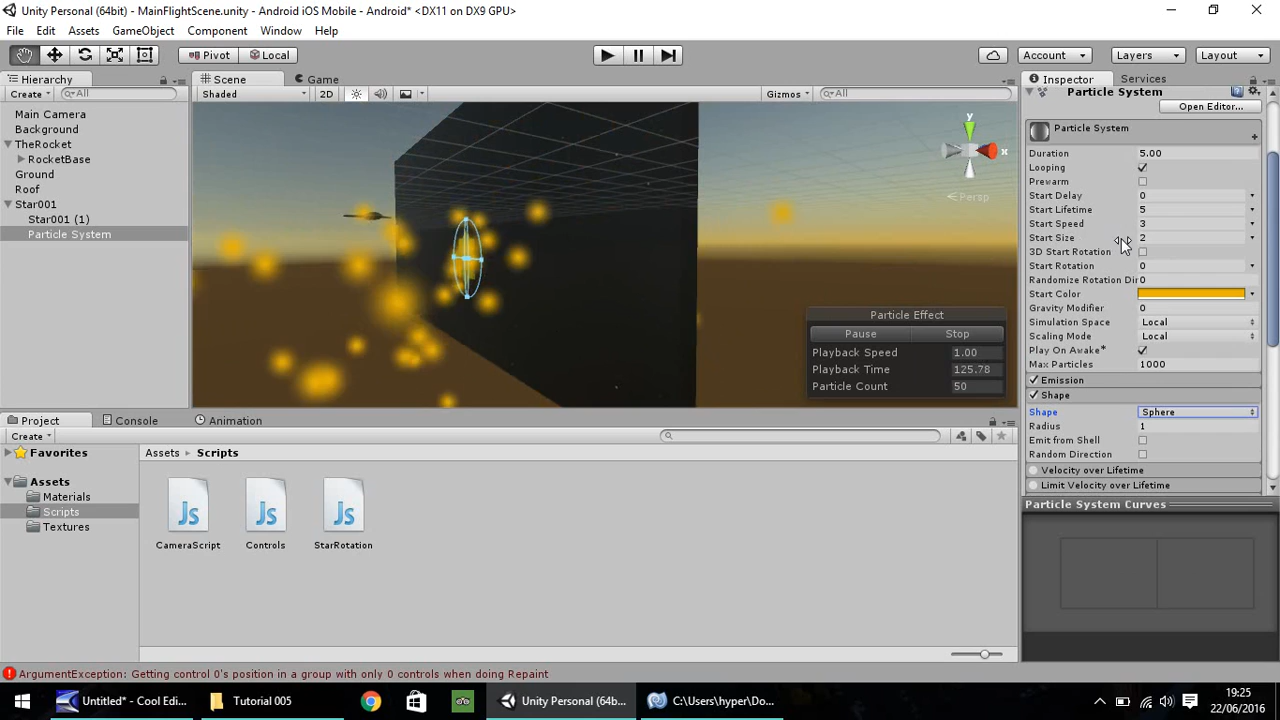 Unity Personal (64bit) - MainFlightScene.unity - Android iOS Mobile - Android* <DX11 on DX9 GPU>
File Edit Assets GameObject Component Window Help
Pivot Local Account Layers Layout
Hierarchy
Create All
Main Camera
Background
TheRocket
RocketBase
Ground
Roof
Star001
Star001 (1)
Particle System
Scene Game
Shaded 2D Gizmos All
y
x
Persp
Particle Effect
Pause Stop
Playback Speed 1.00
Playback Time 125.78
Particle Count 50
Inspector Services
Particle System
Open Editor...
Particle System
Duration 5.00
Looping
Prewarm
Start Delay 0
Start Lifetime 5
Start Speed 3
Start Size 2
3D Start Rotation
Start Rotation 0
Randomize Rotation Dir 0
Start Color
Gravity Modifier 0
Simulation Space Local
Scaling Mode Local
Play On Awake*
Max Particles 1000
Emission
Shape
Shape Sphere
Radius 1
Emit from Shell
Random Direction
Velocity over Lifetime
Limit Velocity over Lifetime
Particle System Curves
Project Console Animation
Create
Favorites
Assets
Materials
Scripts
Textures
Assets Scripts
Js Js Js
CameraScript Controls StarRotation
ArgumentException: Getting control 0's position in a group with only 0 controls when doing Repaint
Untitled* - Cool Edi... Tutorial 005 Unity Personal (64b... C:\Users\hyper\Do...
19:25
22/06/2016